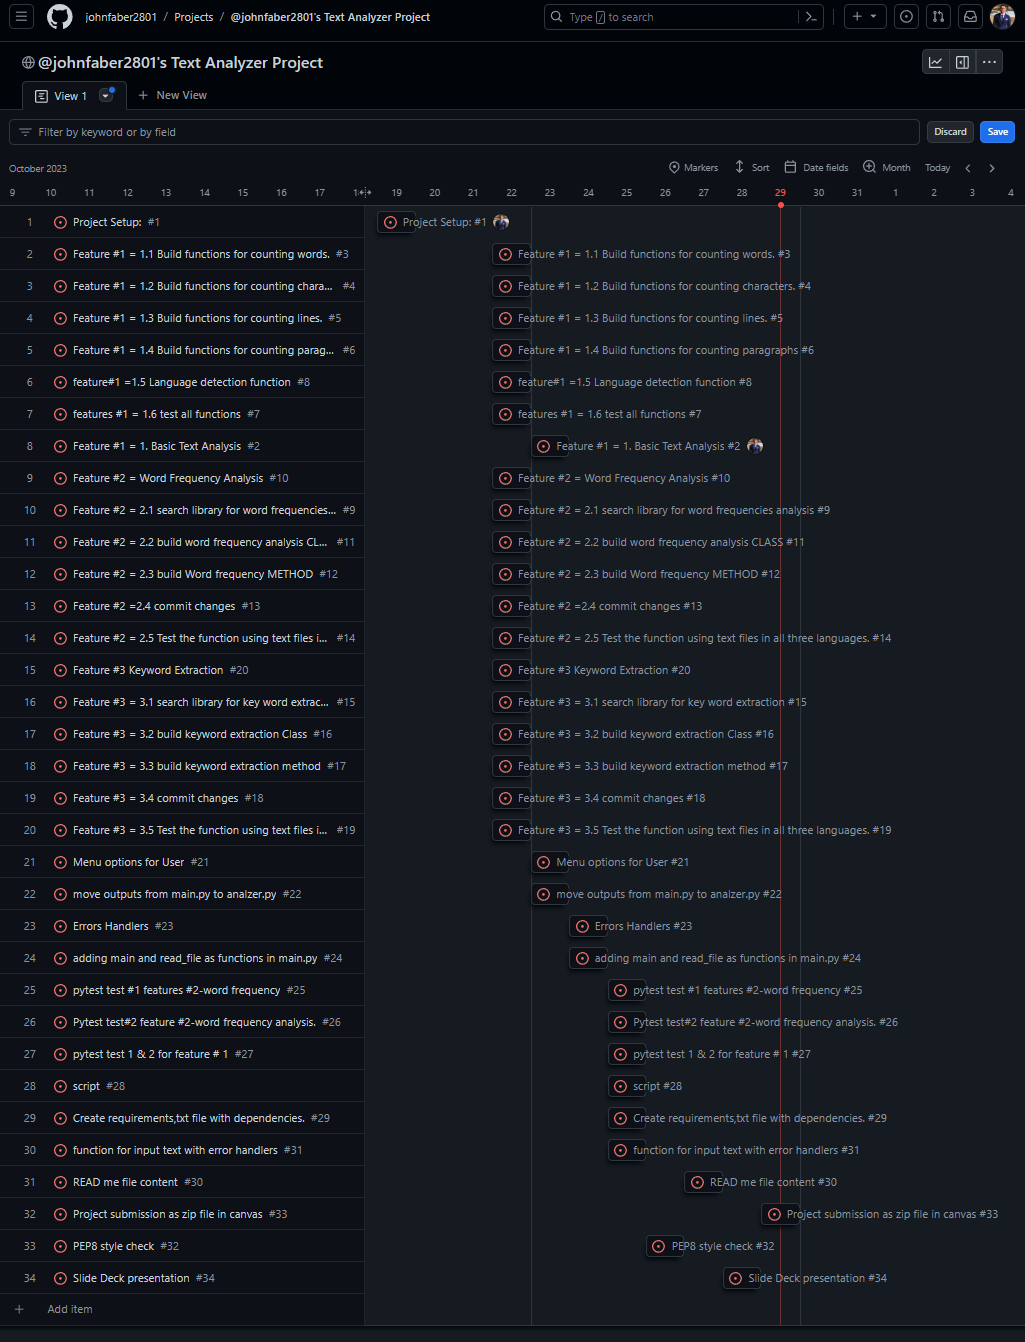 johnfaber2801 / Projects / @johnfaber2801's Text Analyzer Project
Type / to search
@johnfaber2801's Text Analyzer Project
View 1
New View
Filter by keyword or by field
Discard
Save
October 2023
Markers
Sort
Date fields
Month
Today
9 10 11 12 13 14 15 16 17 19 20 21 22 23 24 25 26 27 28 29 30 31 1 2 3 4
1 Project Setup: #1 Project Setup: #1
2 Feature #1 = 1.1 Build functions for counting words. #3 Feature #1 = 1.1 Build functions for counting words. #3
3 Feature #1 = 1.2 Build functions for counting chara... #4 Feature #1 = 1.2 Build functions for counting characters. #4
4 Feature #1 = 1.3 Build functions for counting lines. #5 Feature #1 = 1.3 Build functions for counting lines. #5
5 Feature #1 = 1.4 Build functions for counting parag... #6 Feature #1 = 1.4 Build functions for counting paragraphs #6
6 feature#1 =1.5 Language detection function #8 feature#1 =1.5 Language detection function #8
7 features #1 = 1.6 test all functions #7 features #1 = 1.6 test all functions #7
8 Feature #1 = 1. Basic Text Analysis #2 Feature #1 = 1. Basic Text Analysis #2
9 Feature #2 = Word Frequency Analysis #10 Feature #2 = Word Frequency Analysis #10
10 Feature #2 = 2.1 search library for word frequencies... #9 Feature #2 = 2.1 search library for word frequencies analysis #9
11 Feature #2 = 2.2 build word frequency analysis CL... #11 Feature #2 = 2.2 build word frequency analysis CLASS #11
12 Feature #2 = 2.3 build Word frequency METHOD #12 Feature #2 = 2.3 build Word frequency METHOD #12
13 Feature #2 =2.4 commit changes #13 Feature #2 =2.4 commit changes #13
14 Feature #2 = 2.5 Test the function using text files i... #14 Feature #2 = 2.5 Test the function using text files in all three languages. #14
15 Feature #3 Keyword Extraction #20 Feature #3 Keyword Extraction #20
16 Feature #3 = 3.1 search library for key word extrac... #15 Feature #3 = 3.1 search library for key word extraction #15
17 Feature #3 = 3.2 build keyword extraction Class #16 Feature #3 = 3.2 build keyword extraction Class #16
18 Feature #3 = 3.3 build keyword extraction method #17 Feature #3 = 3.3 build keyword extraction method #17
19 Feature #3 = 3.4 commit changes #18 Feature #3 = 3.4 commit changes #18
20 Feature #3 = 3.5 Test the function using text files i... #19 Feature #3 = 3.5 Test the function using text files in all three languages. #19
21 Menu options for User #21 Menu options for User #21
22 move outputs from main.py to analzer.py #22 move outputs from main.py to analzer.py #22
23 Errors Handlers #23 Errors Handlers #23
24 adding main and read_file as functions in main.py #24 adding main and read_file as functions in main.py #24
25 pytest test #1 features #2-word frequency #25 pytest test #1 features #2-word frequency #25
26 Pytest test#2 feature #2-word frequency analysis. #26 Pytest test#2 feature #2-word frequency analysis. #26
27 pytest test 1 & 2 for feature # 1 #27 pytest test 1 & 2 for feature # 1 #27
28 script #28 script #28
29 Create requirements,txt file with dependencies. #29 Create requirements,txt file with dependencies. #29
30 function for input text with error handlers #31 function for input text with error handlers #31
31 READ me file content #30 READ me file content #30
32 Project submission as zip file in canvas #33 Project submission as zip file in canvas #33
33 PEP8 style check #32 PEP8 style check #32
34 Slide Deck presentation #34 Slide Deck presentation #34
Add item